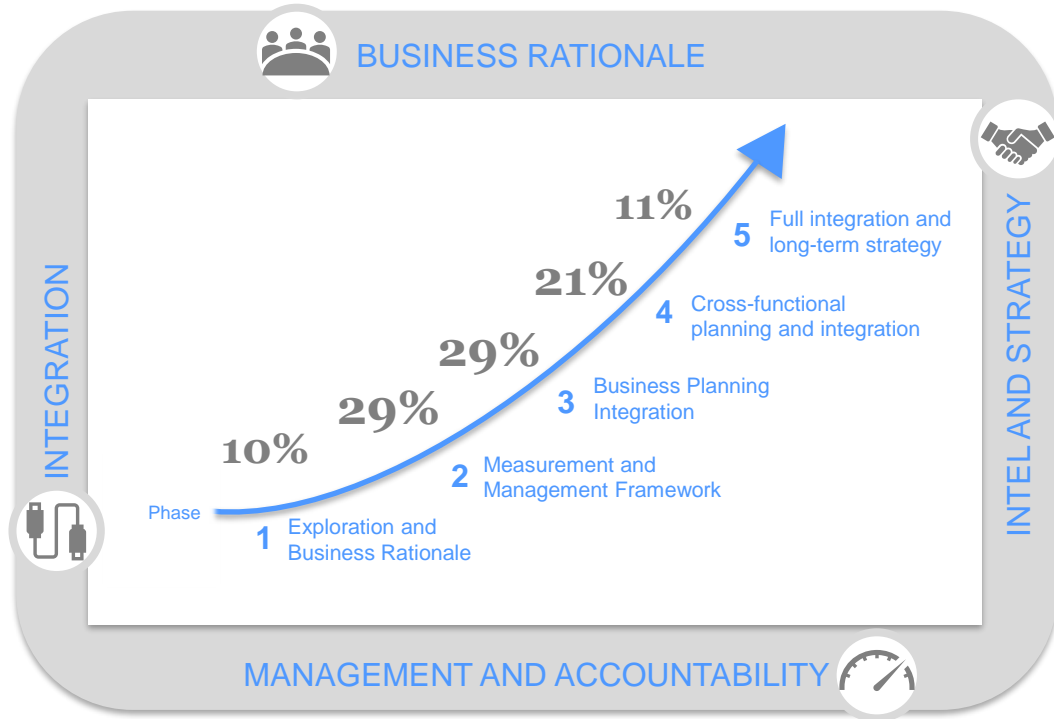 BUSINESS RATIONALE
INTEGRATION
INTEL AND STRATEGY
MANAGEMENT AND ACCOUNTABILITY
Phase
10%
1
Exploration and
Business Rationale
29%
2
Measurement and
Management Framework
29%
3
Business Planning
Integration
21%
4
Cross-functional
planning and integration
11%
5
Full integration and
long-term strategy